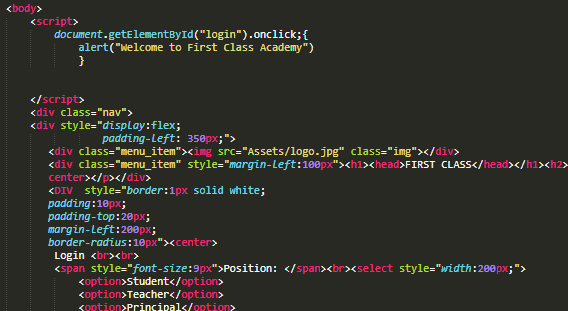 <body>
<script>
document.getElementById("login").onclick;{
alert("Welcome to First Class Academy")
}
</script>
<div class="nav">
<div style="display:flex;
padding-left: 350px;">
<div class="menu_item"><img src="Assets/logo.jpg" class="img"></div>
<div class="menu_item" style="margin-left:100px"><h1><head>FIRST CLASS</head></h1><h2>
center></p></div>
<DIV  style="border:1px solid white;
padding:10px;
padding-top:20px;
margin-left:200px;
border-radius:10px"><center>
Login <br><br>
<span style="font-size:9px">Position: </span><br><select style="width:200px;">
<option>Student</option>
<option>Teacher</option>
<option>Principal</option>